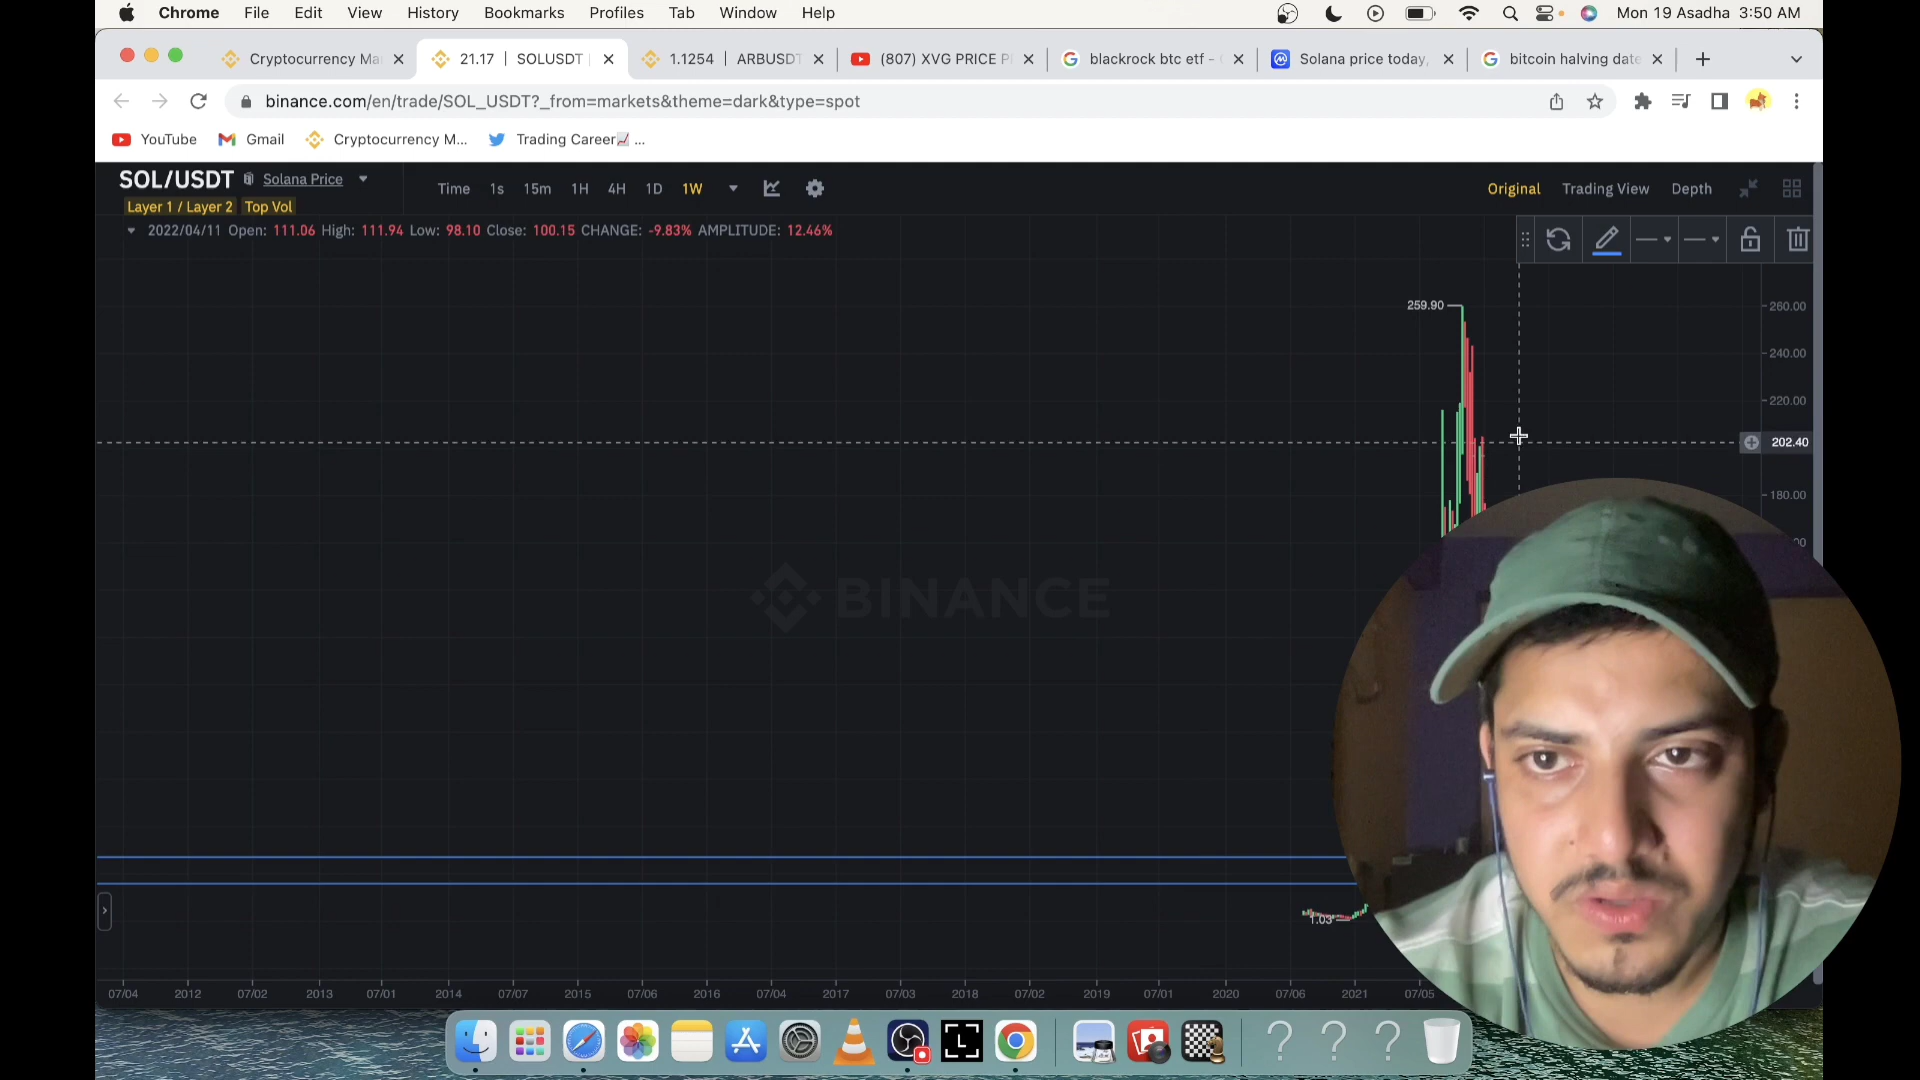 Chrome File Edit View History Bookmarks Profiles Tab Window Help Mon 19 Asadha 3:50 AM
Cryptocurrency Ma 21.17 | SOLUSDT 1.1254 | ARBUSDT (807) XVG PRICE P blackrock btc etf - Solana price today, bitcoin halving date
binance.com/en/trade/SOL_USDT?_from=markets&theme=dark&type=spot
YouTube Gmail Cryptocurrency M... Trading Career📈 ...
SOL/USDT Solana Price Time 1s 15m 1H 4H 1D 1W Original Trading View Depth
Layer 1 / Layer 2 Top Vol
2022/04/11 Open: 111.06 High: 111.94 Low: 98.10 Close: 100.15 CHANGE: -9.83% AMPLITUDE: 12.46%
259.90 260.00
240.00
220.00
202.40
180.00
BINANCE
1.03
07/04 2012 07/02 2013 07/01 2014 07/07 2015 07/06 2016 07/04 2017 07/03 2018 07/02 2019 07/01 2020 07/06 2021 07/05